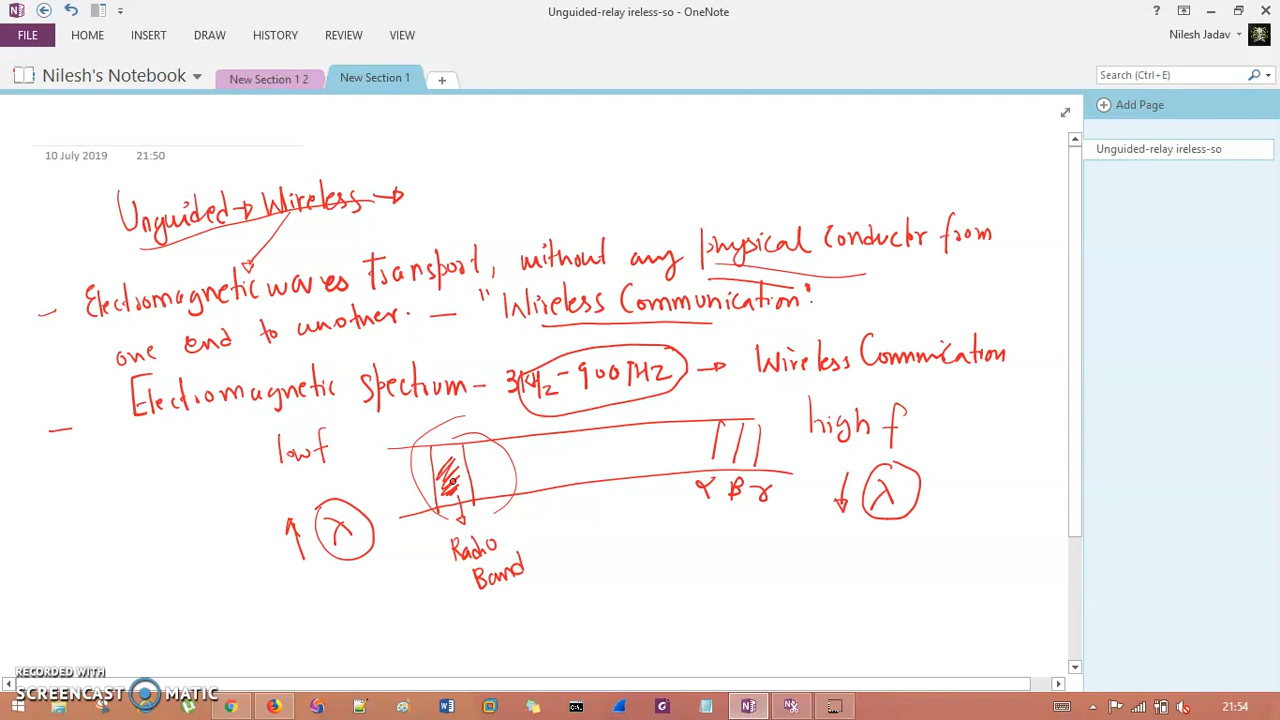 Unguided-relay ireless-so - OneNote
FILE HOME INSERT DRAW HISTORY REVIEW VIEW
Nilesh Jadav
Nilesh's Notebook
New Section 1 2
New Section 1
Search (Ctrl+E)
Add Page
Unguided-relay ireless-so
10 July 2019 21:50
Unguided → Wireless →
- Electromagnetic waves transport, without any physical Conductor from
one end to another. — "Wireless Communication"
- Electromagnetic Spectrum - 3KHz - 900THz → Wireless Commnication
low f
high f
α β γ
↑ λ
↓ λ
Radio
Band
RECORDED WITH
SCREENCAST MATIC
21:54